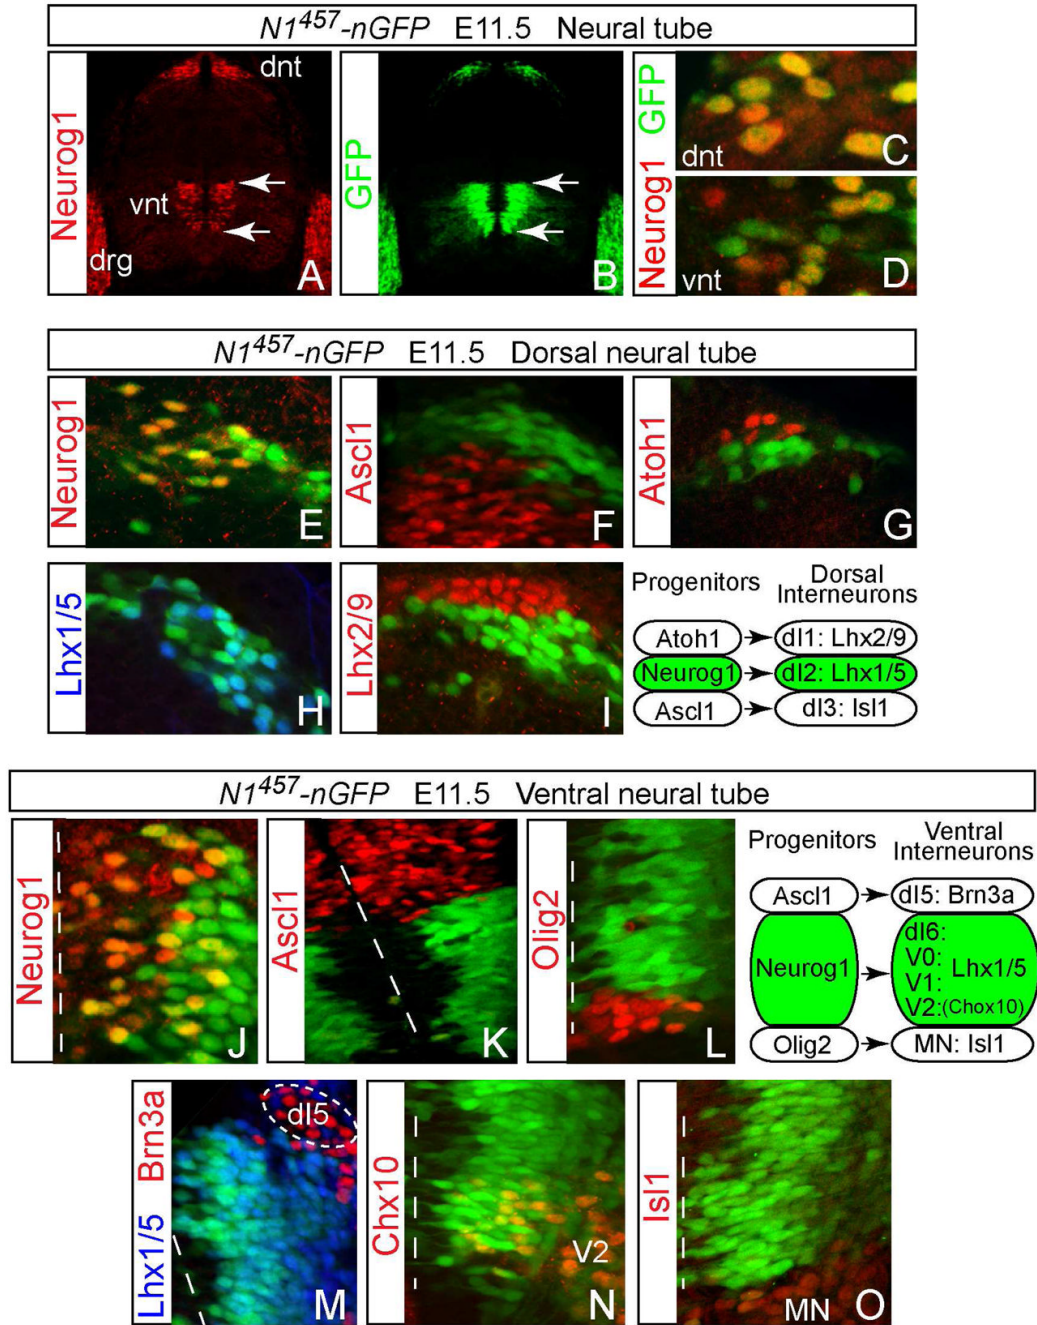 N1457-nGFP E11.5 Neural tube
Neurog1
dnt
vnt
drg
A
GFP
B
Neurog1 GFP
dnt
C
vnt
D
N1457-nGFP E11.5 Dorsal neural tube
Neurog1
E
Ascl1
F
Atoh1
G
Lhx1/5
H
Lhx2/9
I
Progenitors
Dorsal
Interneurons
Atoh1
dI1: Lhx2/9
Neurog1
dI2: Lhx1/5
Ascl1
dI3: Isl1
N1457-nGFP E11.5 Ventral neural tube
Neurog1
J
Ascl1
K
Olig2
L
Progenitors
Ventral
Interneurons
Ascl1
dI5: Brn3a
Neurog1
dI6:
V0:
Lhx1/5
V1:
V2:(Chox10)
Olig2
MN: Isl1
Lhx1/5 Brn3a
dI5
M
Chx10
V2
N
Isl1
MN
O